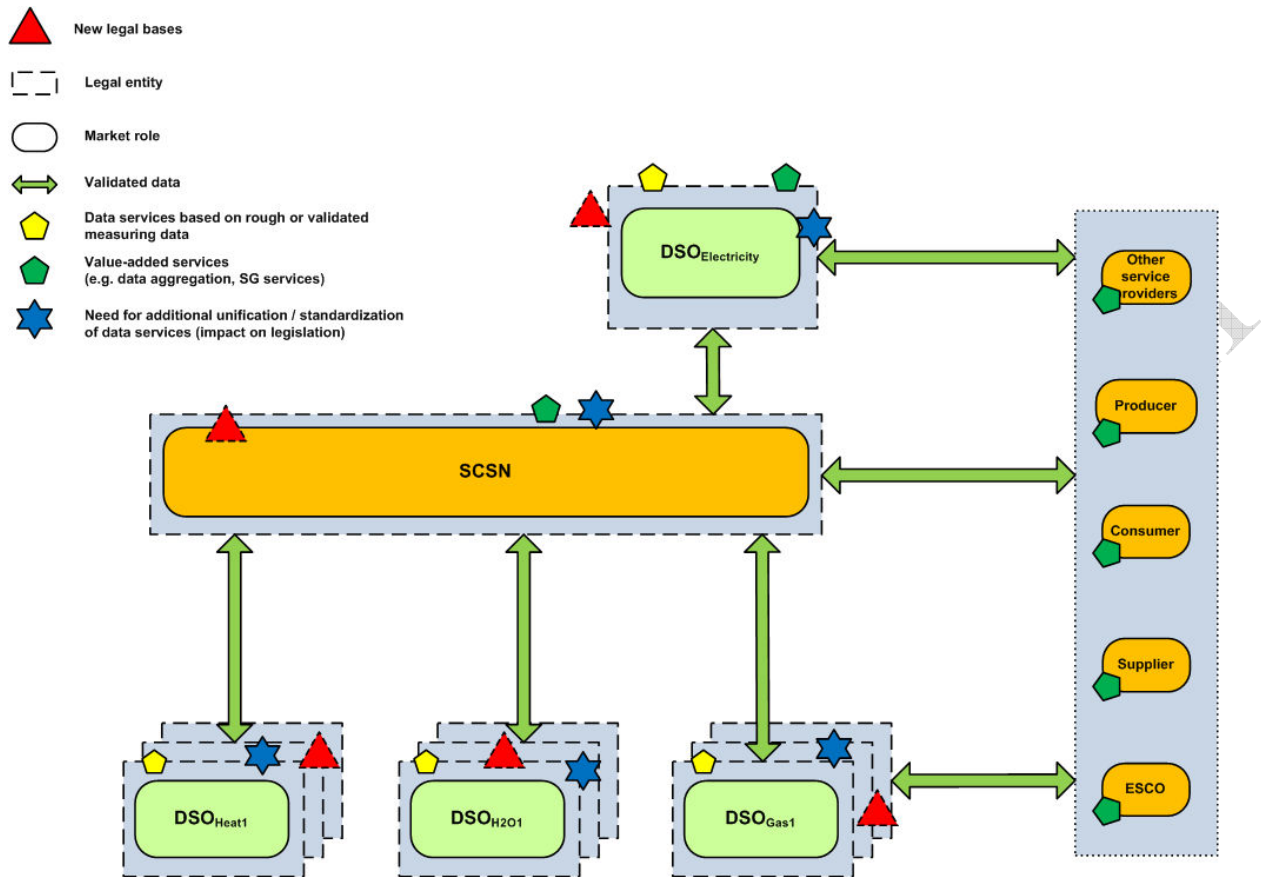 New legal bases
Legal entity
Market role
Validated data
Data services based on rough or validated
measuring data
Value-added services
(e.g. data aggregation, SG services)
Need for additional unification / standardization
of data services (impact on legislation)
DSOElectricity
Other
service
providers
Producer
SCSN
Consumer
Supplier
DSOHeat1
DSOH2O1
DSOGas1
ESCO